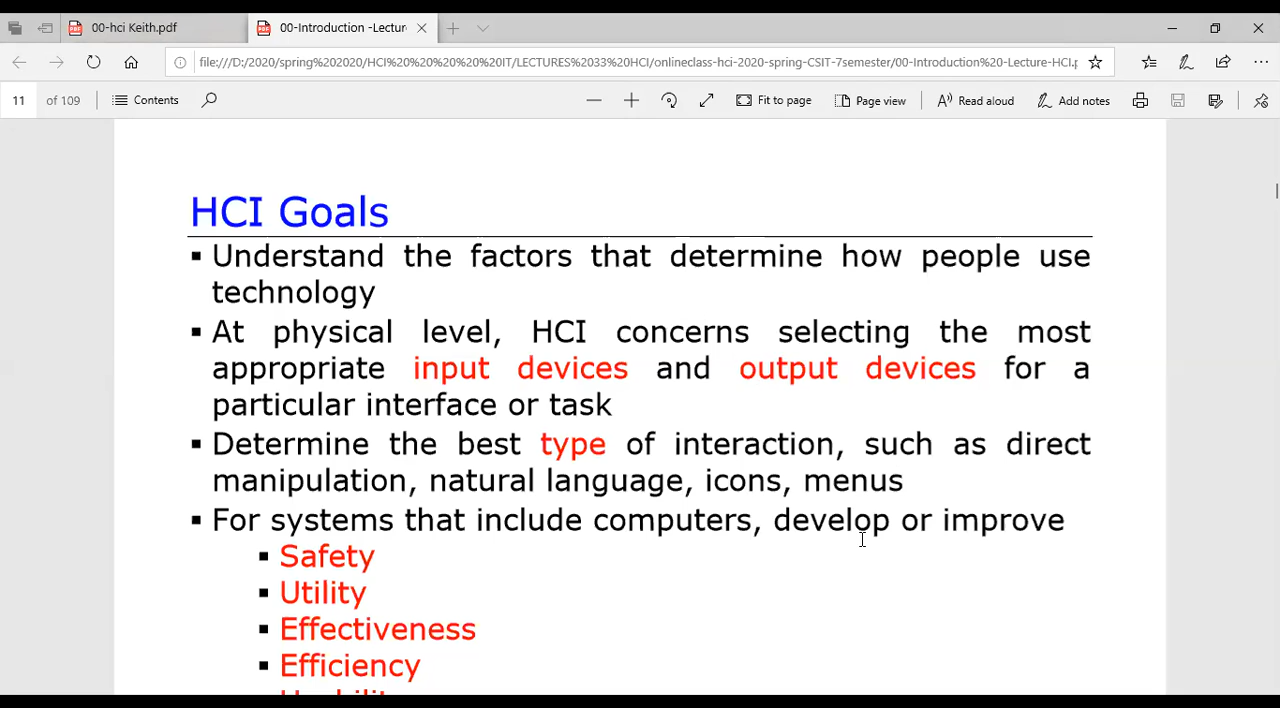 00-hci Keith.pdf
00-Introduction -Lectur
file:///D:/2020/spring%202020/HCI%20%20%20%20%20IT/LECTURES%2033%20HCI/onlineclass-hci-2020-spring-CSIT-7semester/00-Introduction%20-Lecture-HCI.p
11 of 109 Contents Fit to page Page view Read aloud Add notes
HCI Goals
▪ Understand the factors that determine how people use
technology
▪ At physical level, HCI concerns selecting the most
appropriate input devices and output devices for a
particular interface or task
▪ Determine the best type of interaction, such as direct
manipulation, natural language, icons, menus
▪ For systems that include computers, develop or improve
▪ Safety
▪ Utility
▪ Effectiveness
▪ Efficiency